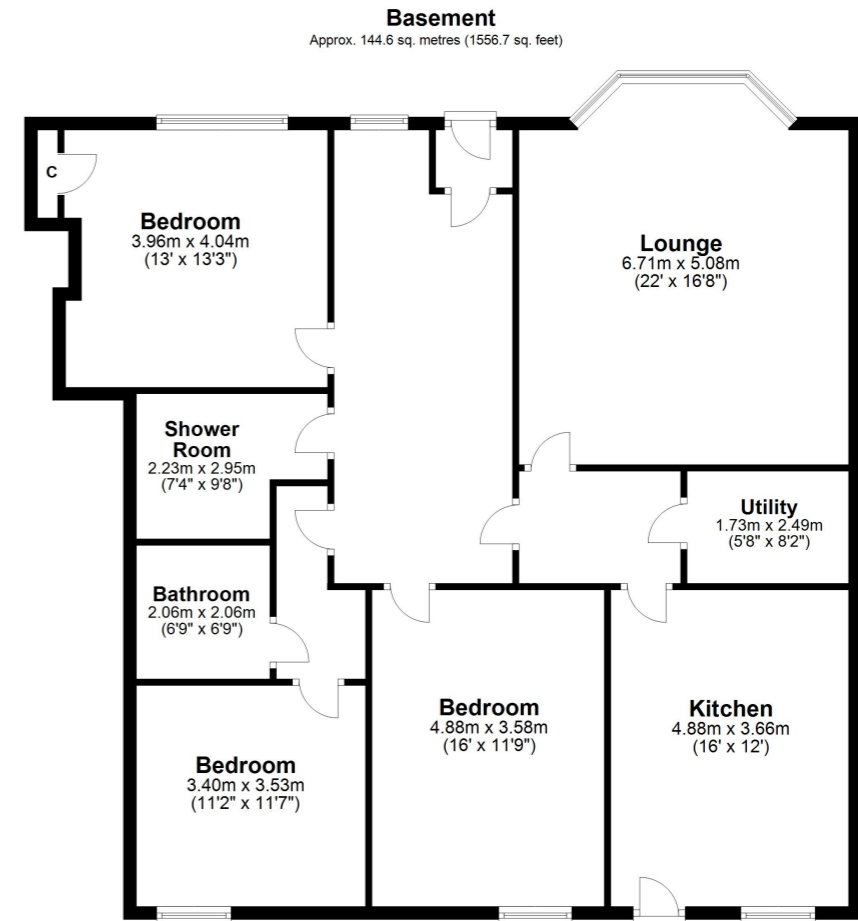 Basement
Approx. 144.6 sq. metres (1556.7 sq. feet)
C
Bedroom
3.96m x 4.04m
(13' x 13'3")
Lounge
6.71m x 5.08m
(22' x 16'8")
Shower
Room
2.23m x 2.95m
(7'4" x 9'8")
Utility
1.73m x 2.49m
(5'8" x 8'2")
Bathroom
2.06m x 2.06m
(6'9" x 6'9")
Bedroom
4.88m x 3.58m
(16' x 11'9")
Kitchen
4.88m x 3.66m
(16' x 12')
Bedroom
3.40m x 3.53m
(11'2" x 11'7")